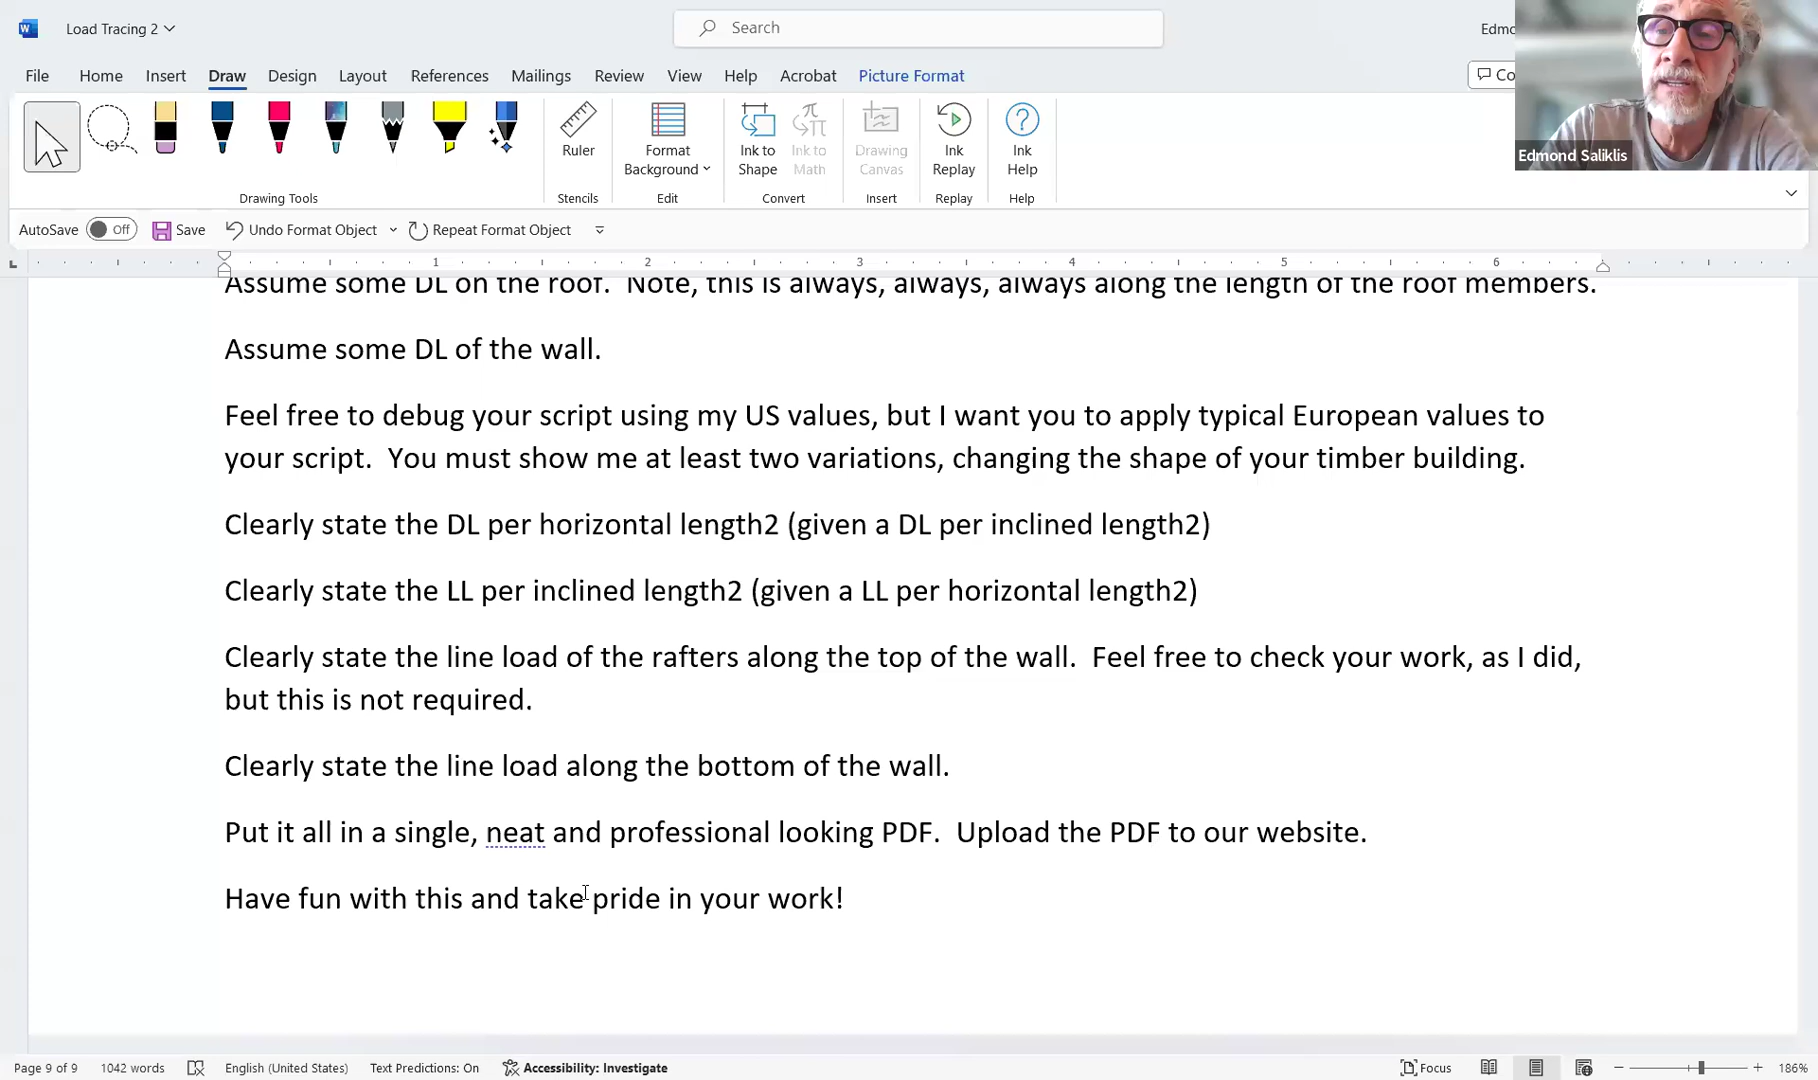 Load Tracing 2
Search
Edmo
File Home Insert Draw Design Layout References Mailings Review View Help Acrobat Picture Format
Co
Edmond Saliklis
Ruler
Format Background
Ink to Shape
Ink to Math
Drawing Canvas
Ink Replay
Ink Help
Drawing Tools Stencils Edit Convert Insert Replay Help
AutoSave Off Save Undo Format Object Repeat Format Object
1 2 3 4 5 6
Assume some DL on the roof. Note, this is always, always, always along the length of the roof members.
Assume some DL of the wall.
Feel free to debug your script using my US values, but I want you to apply typical European values to
your script. You must show me at least two variations, changing the shape of your timber building.
Clearly state the DL per horizontal length2 (given a DL per inclined length2)
Clearly state the LL per inclined length2 (given a LL per horizontal length2)
Clearly state the line load of the rafters along the top of the wall. Feel free to check your work, as I did,
but this is not required.
Clearly state the line load along the bottom of the wall.
Put it all in a single, neat and professional looking PDF. Upload the PDF to our website.
Have fun with this and take pride in your work!
Page 9 of 9 1042 words English (United States) Text Predictions: On Accessibility: Investigate Focus 186%